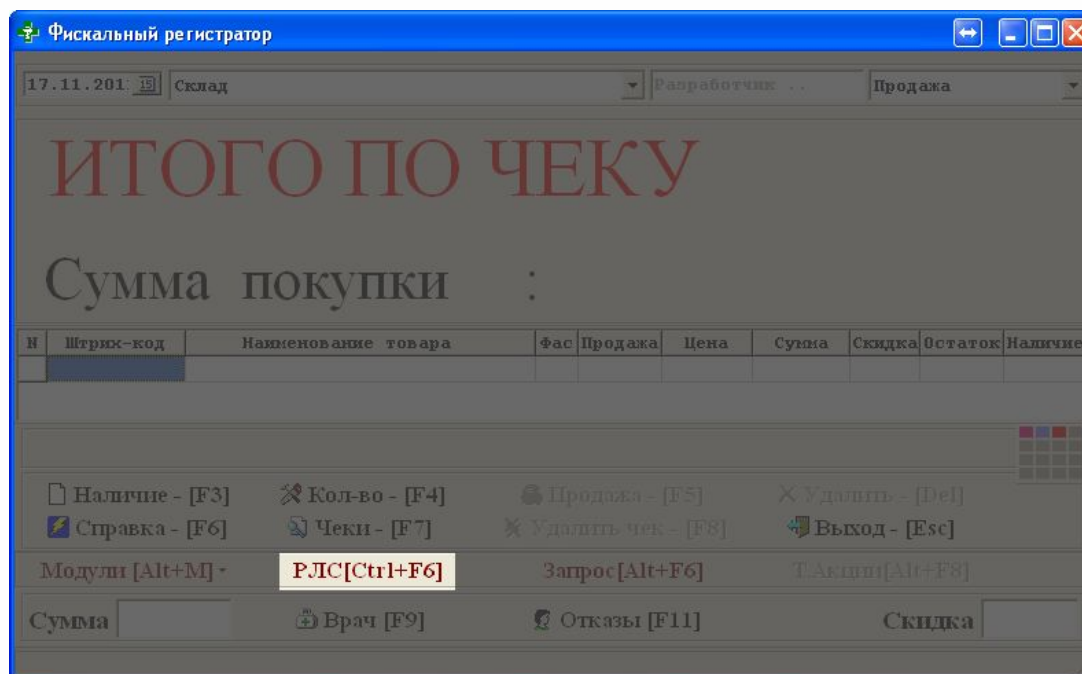 Фискальный регистратор
17.11.201 15 Склад Разработчик .. Продажа
ИТОГО ПО ЧЕКУ
Сумма покупки :
N Штрих-код Наименование товара Фас Продажа Цена Сумма Скидка Остаток Наличие
Наличие - [F3] Кол-во - [F4] Продажа - [F5] Удалить - [Del]
Справка - [F6] Чеки - [F7] Удалить чек - [F8] Выход - [Esc]
Модули [Alt+M] РЛС[Ctrl+F6] Запрос[Alt+F6] Т.Акции[Alt+F8]
Сумма Врач [F9] Отказы [F11] Скидка